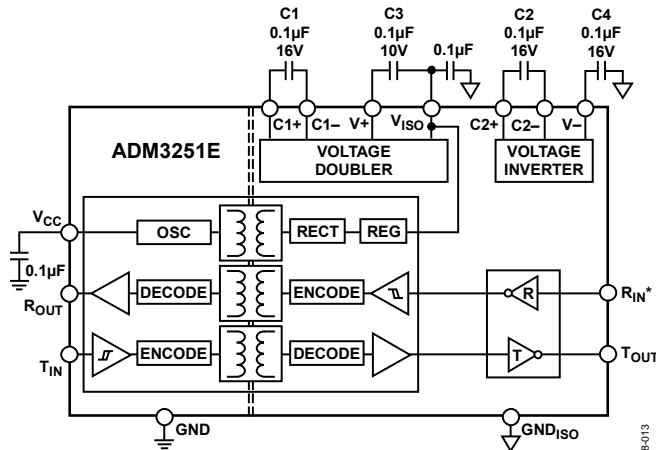 C1
0.1µF
16V
C3
0.1µF
10V
0.1µF
C2
0.1µF
16V
C4
0.1µF
16V
C1+ C1– V+ VISO C2+ C2– V–
ADM3251E
VOLTAGE
DOUBLER
VOLTAGE
INVERTER
VCC
OSC RECT REG
0.1µF
ROUT
DECODE ENCODE R RIN*
TIN
ENCODE DECODE T TOUT
GND GNDISO
8-013